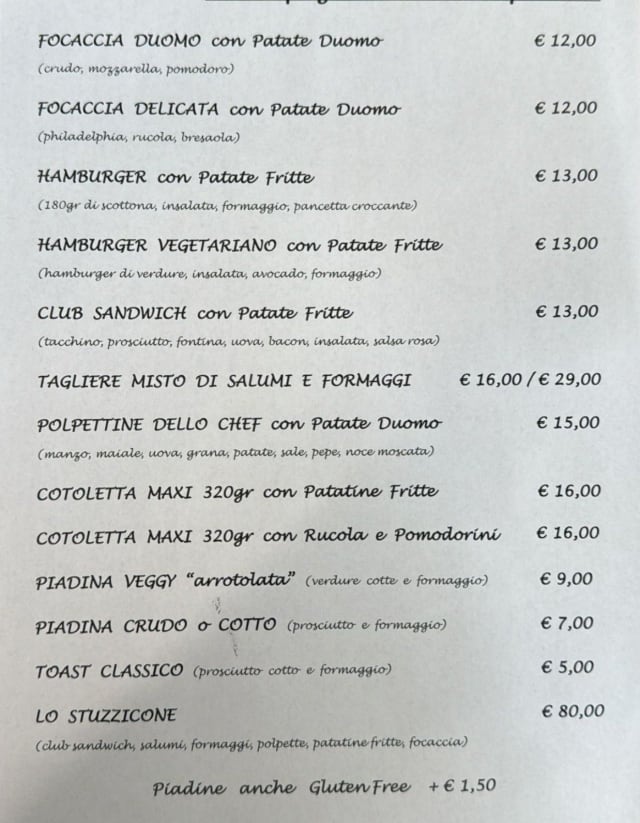 FOCACCIA DUOMO con Patate Duomo € 12,00
(crudo, mozzarella, pomodoro)
FOCACCIA DELICATA con Patate Duomo € 12,00
(philadelphia, rucola, bresaola)
HAMBURGER con Patate Fritte € 13,00
(180gr di scottona, insalata, formaggio, pancetta croccante)
HAMBURGER VEGETARIANO con Patate Fritte € 13,00
(hamburger di verdure, insalata, avocado, formaggio)
CLUB SANDWICH con Patate Fritte € 13,00
(tacchino, prosciutto, fontina, uova, bacon, insalata, salsa rosa)
TAGLIERE MISTO DI SALUMI E FORMAGGI € 16,00 / € 29,00
POLPETTINE DELLO CHEF con Patate Duomo € 15,00
(manzo, maiale, uova, grana, patate, sale, pepe, noce moscata)
COTOLETTA MAXI 320gr con Patatine Fritte € 16,00
COTOLETTA MAXI 320gr con Rucola e Pomodorini € 16,00
PIADINA VEGGY “arrotolata” (verdure cotte e formaggio) € 9,00
PIADINA CRUDO o COTTO (prosciutto e formaggio) € 7,00
TOAST CLASSICO (prosciutto cotto e formaggio) € 5,00
LO STUZZICONE € 80,00
(club sandwich, salumi, formaggi, polpette, patatine fritte, focaccia)
Piadine anche Gluten Free + € 1,50